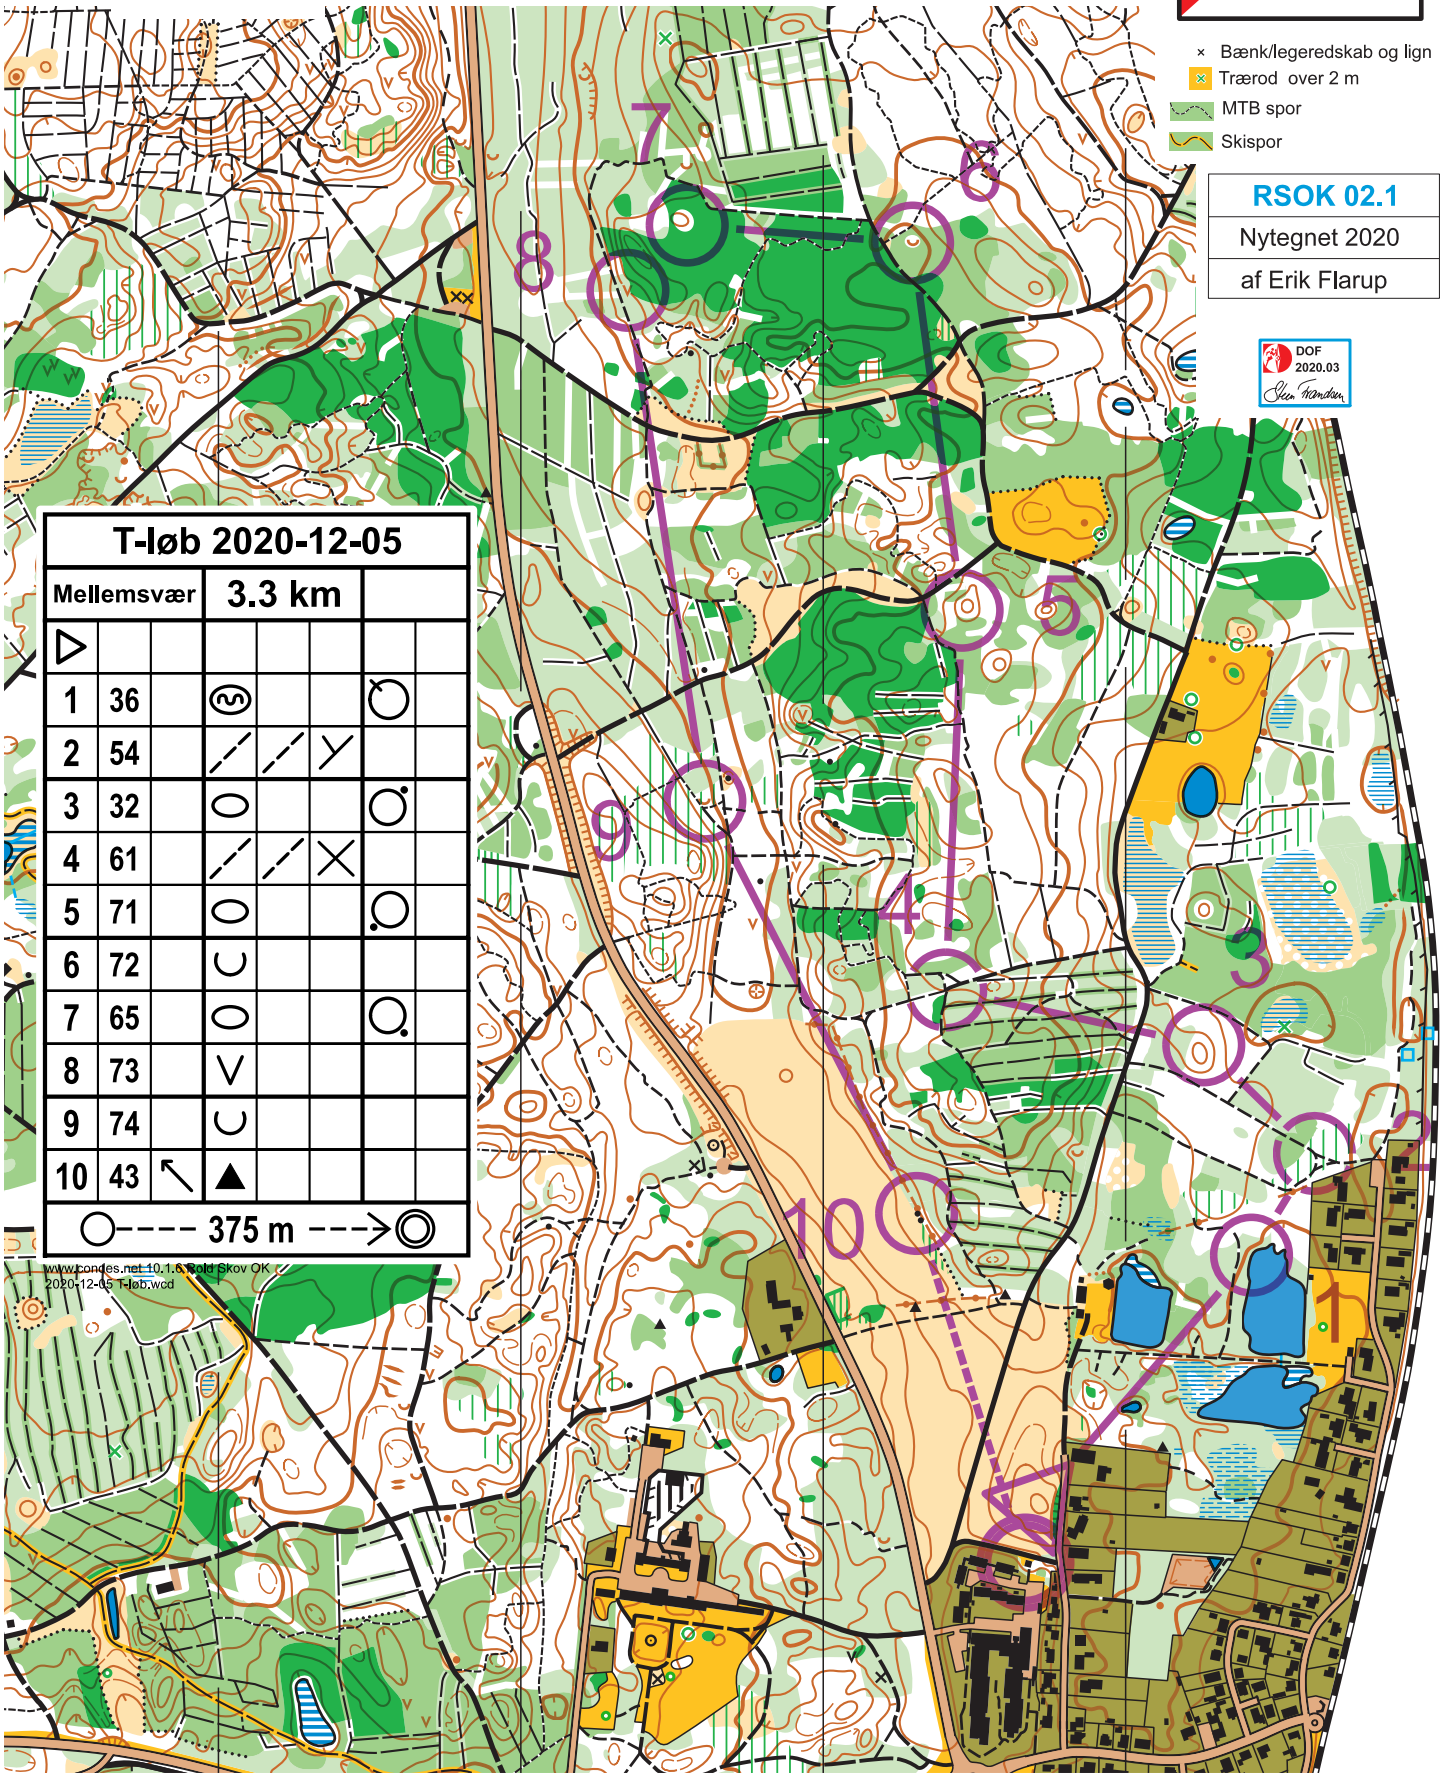 Bænk/legeredskab og lign
Trærod over 2 m
MTB spor
Skispor
RSOK 02.1
Nytegnet 2020
af Erik Flarup
DOF
2020.03
Steen Frandsen
T-løb 2020-12-05
Mellemsvær 3.3 km
1 36
2 54
3 32
4 61
5 71
6 72
7 65
8 73
9 74
10 43
375 m
www.condes.net 10.1.6 Rold Skov OK
2020-12-05 T-løb.wcd
7
6
8
5
9
4
3
2
10
1